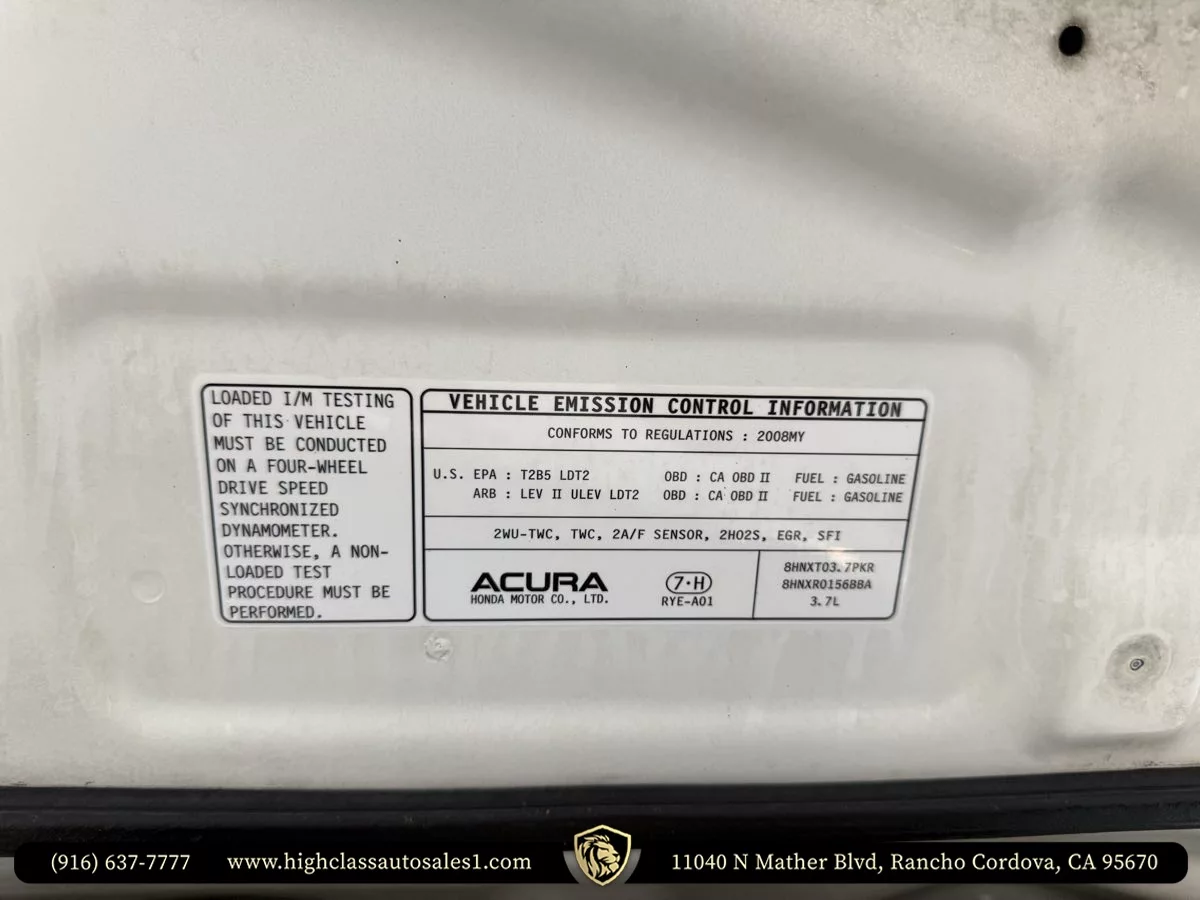 LOADED I/M TESTING
OF THIS VEHICLE
MUST BE CONDUCTED
ON A FOUR-WHEEL
DRIVE SPEED
SYNCHRONIZED
DYNAMOMETER.
OTHERWISE, A NON-
LOADED TEST
PROCEDURE MUST BE
PERFORMED.
VEHICLE EMISSION CONTROL INFORMATION
CONFORMS TO REGULATIONS : 2008MY
U.S. EPA : T2B5 LDT2 OBD : CA OBD II FUEL : GASOLINE
ARB : LEV II ULEV LDT2 OBD : CA OBD II FUEL : GASOLINE
2WU-TWC, TWC, 2A/F SENSOR, 2HO2S, EGR, SFI
ACURA
HONDA MOTOR CO., LTD.
7·H
RYE-A01
8HNXT03.7PKR
8HNXR0156BBA
3.7L
(916) 637-7777 www.highclassautosales1.com 11040 N Mather Blvd, Rancho Cordova, CA 95670